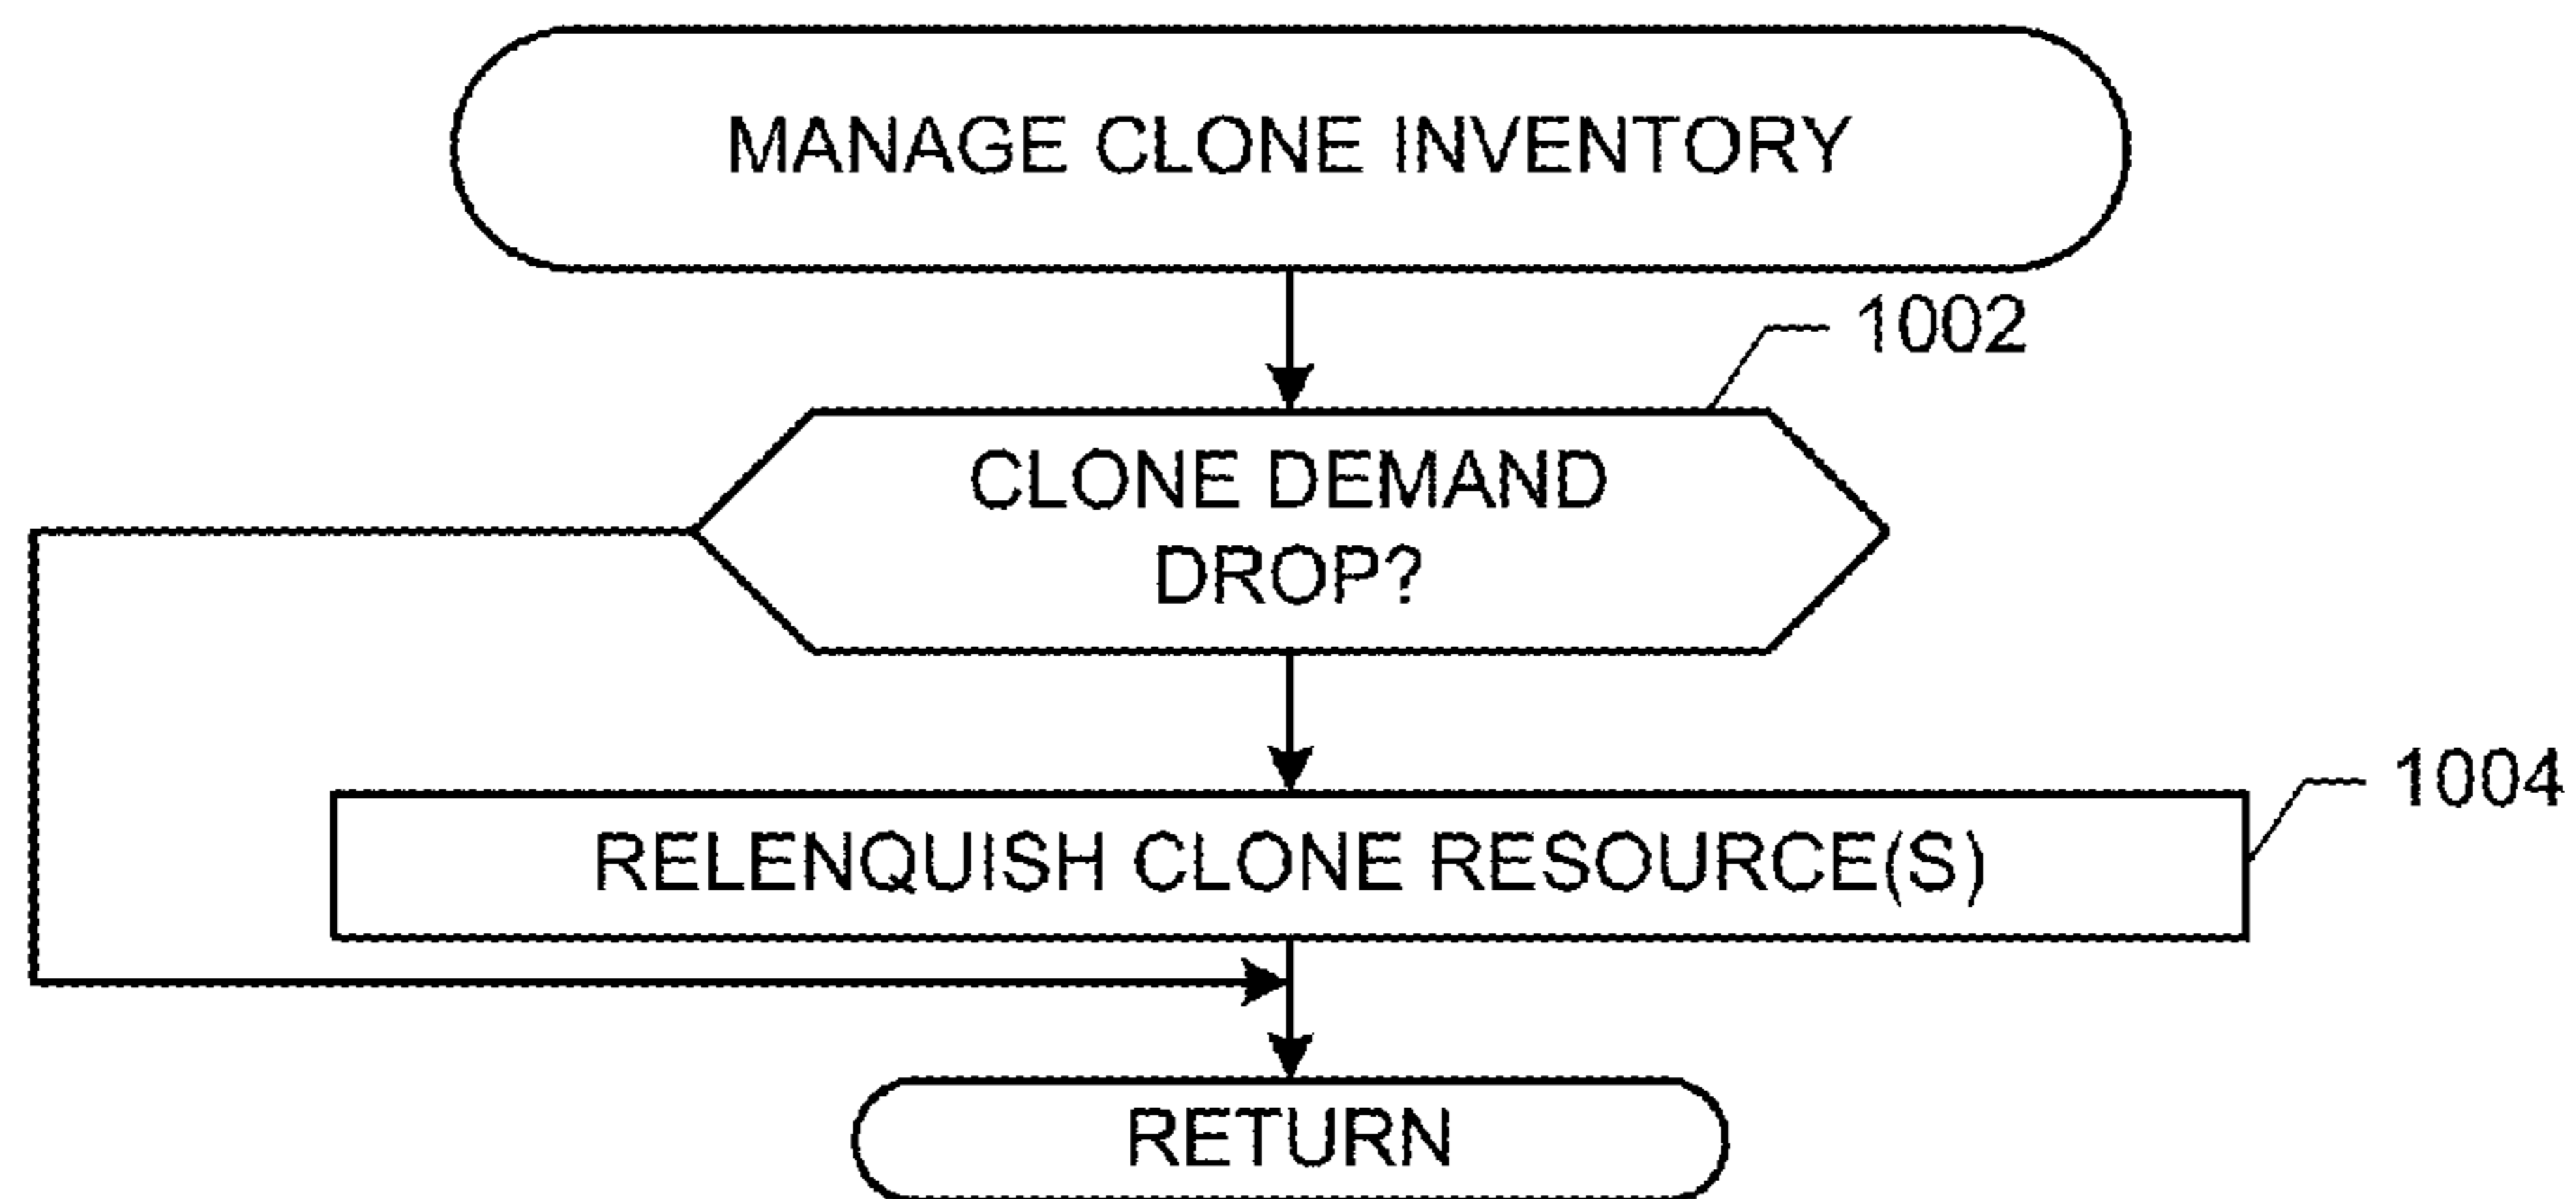 MANAGE CLONE INVENTORY
1002
CLONE DEMAND
DROP?
1004
RELENQUISH CLONE RESOURCE(S)
RETURN